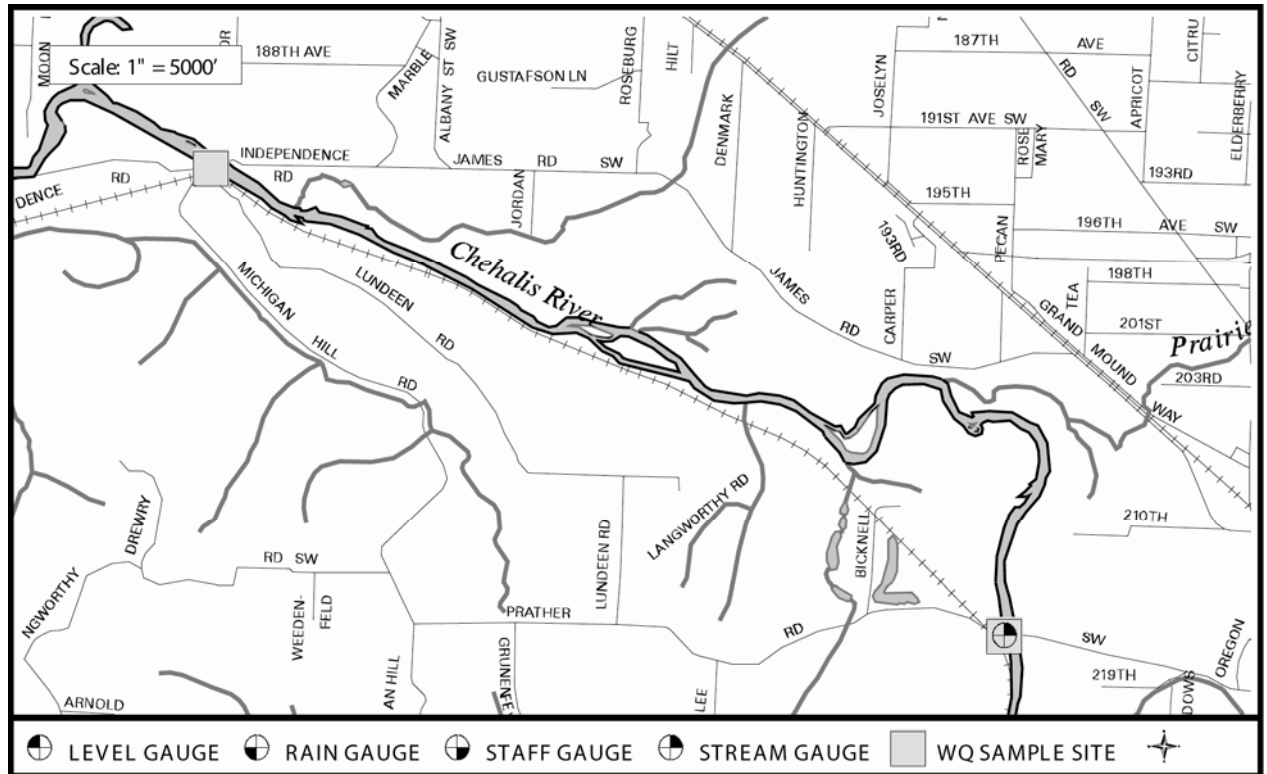 MOON
188TH AVE
MARBLE
ALBANY ST SW
GUSTAFSON LN
ROSEBURG
HILT
JOSELYN
187TH AVE
RD SW
APRICOT
CITRU
ELDERBERRY
Scale: 1" = 5000'
DENMARK
HUNTINGTON
191ST AVE SW
ROSE
MARY
INDEPENDENCE
RD
JAMES RD SW
193RD
DENCE RD
JORDAN
195TH
196TH AVE SW
193RD
PECAN
Chehalis River
MICHIGAN HILL RD
LUNDEEN RD
JAMES RD SW
CARPER
TEA
198TH
GRAND MOUND WAY
201ST
Prairie
203RD
LANGWORTHY RD
210TH
DREWRY
RD SW
LUNDEEN RD
BICKNELL
NGWORTHY
WEEDEN-
FELD
PRATHER
RD
SW
OREGON
AN HILL
GRUNENFE
LEE
219TH
DOWS
ARNOLD
LEVEL GAUGE RAIN GAUGE STAFF GAUGE STREAM GAUGE WQ SAMPLE SITE